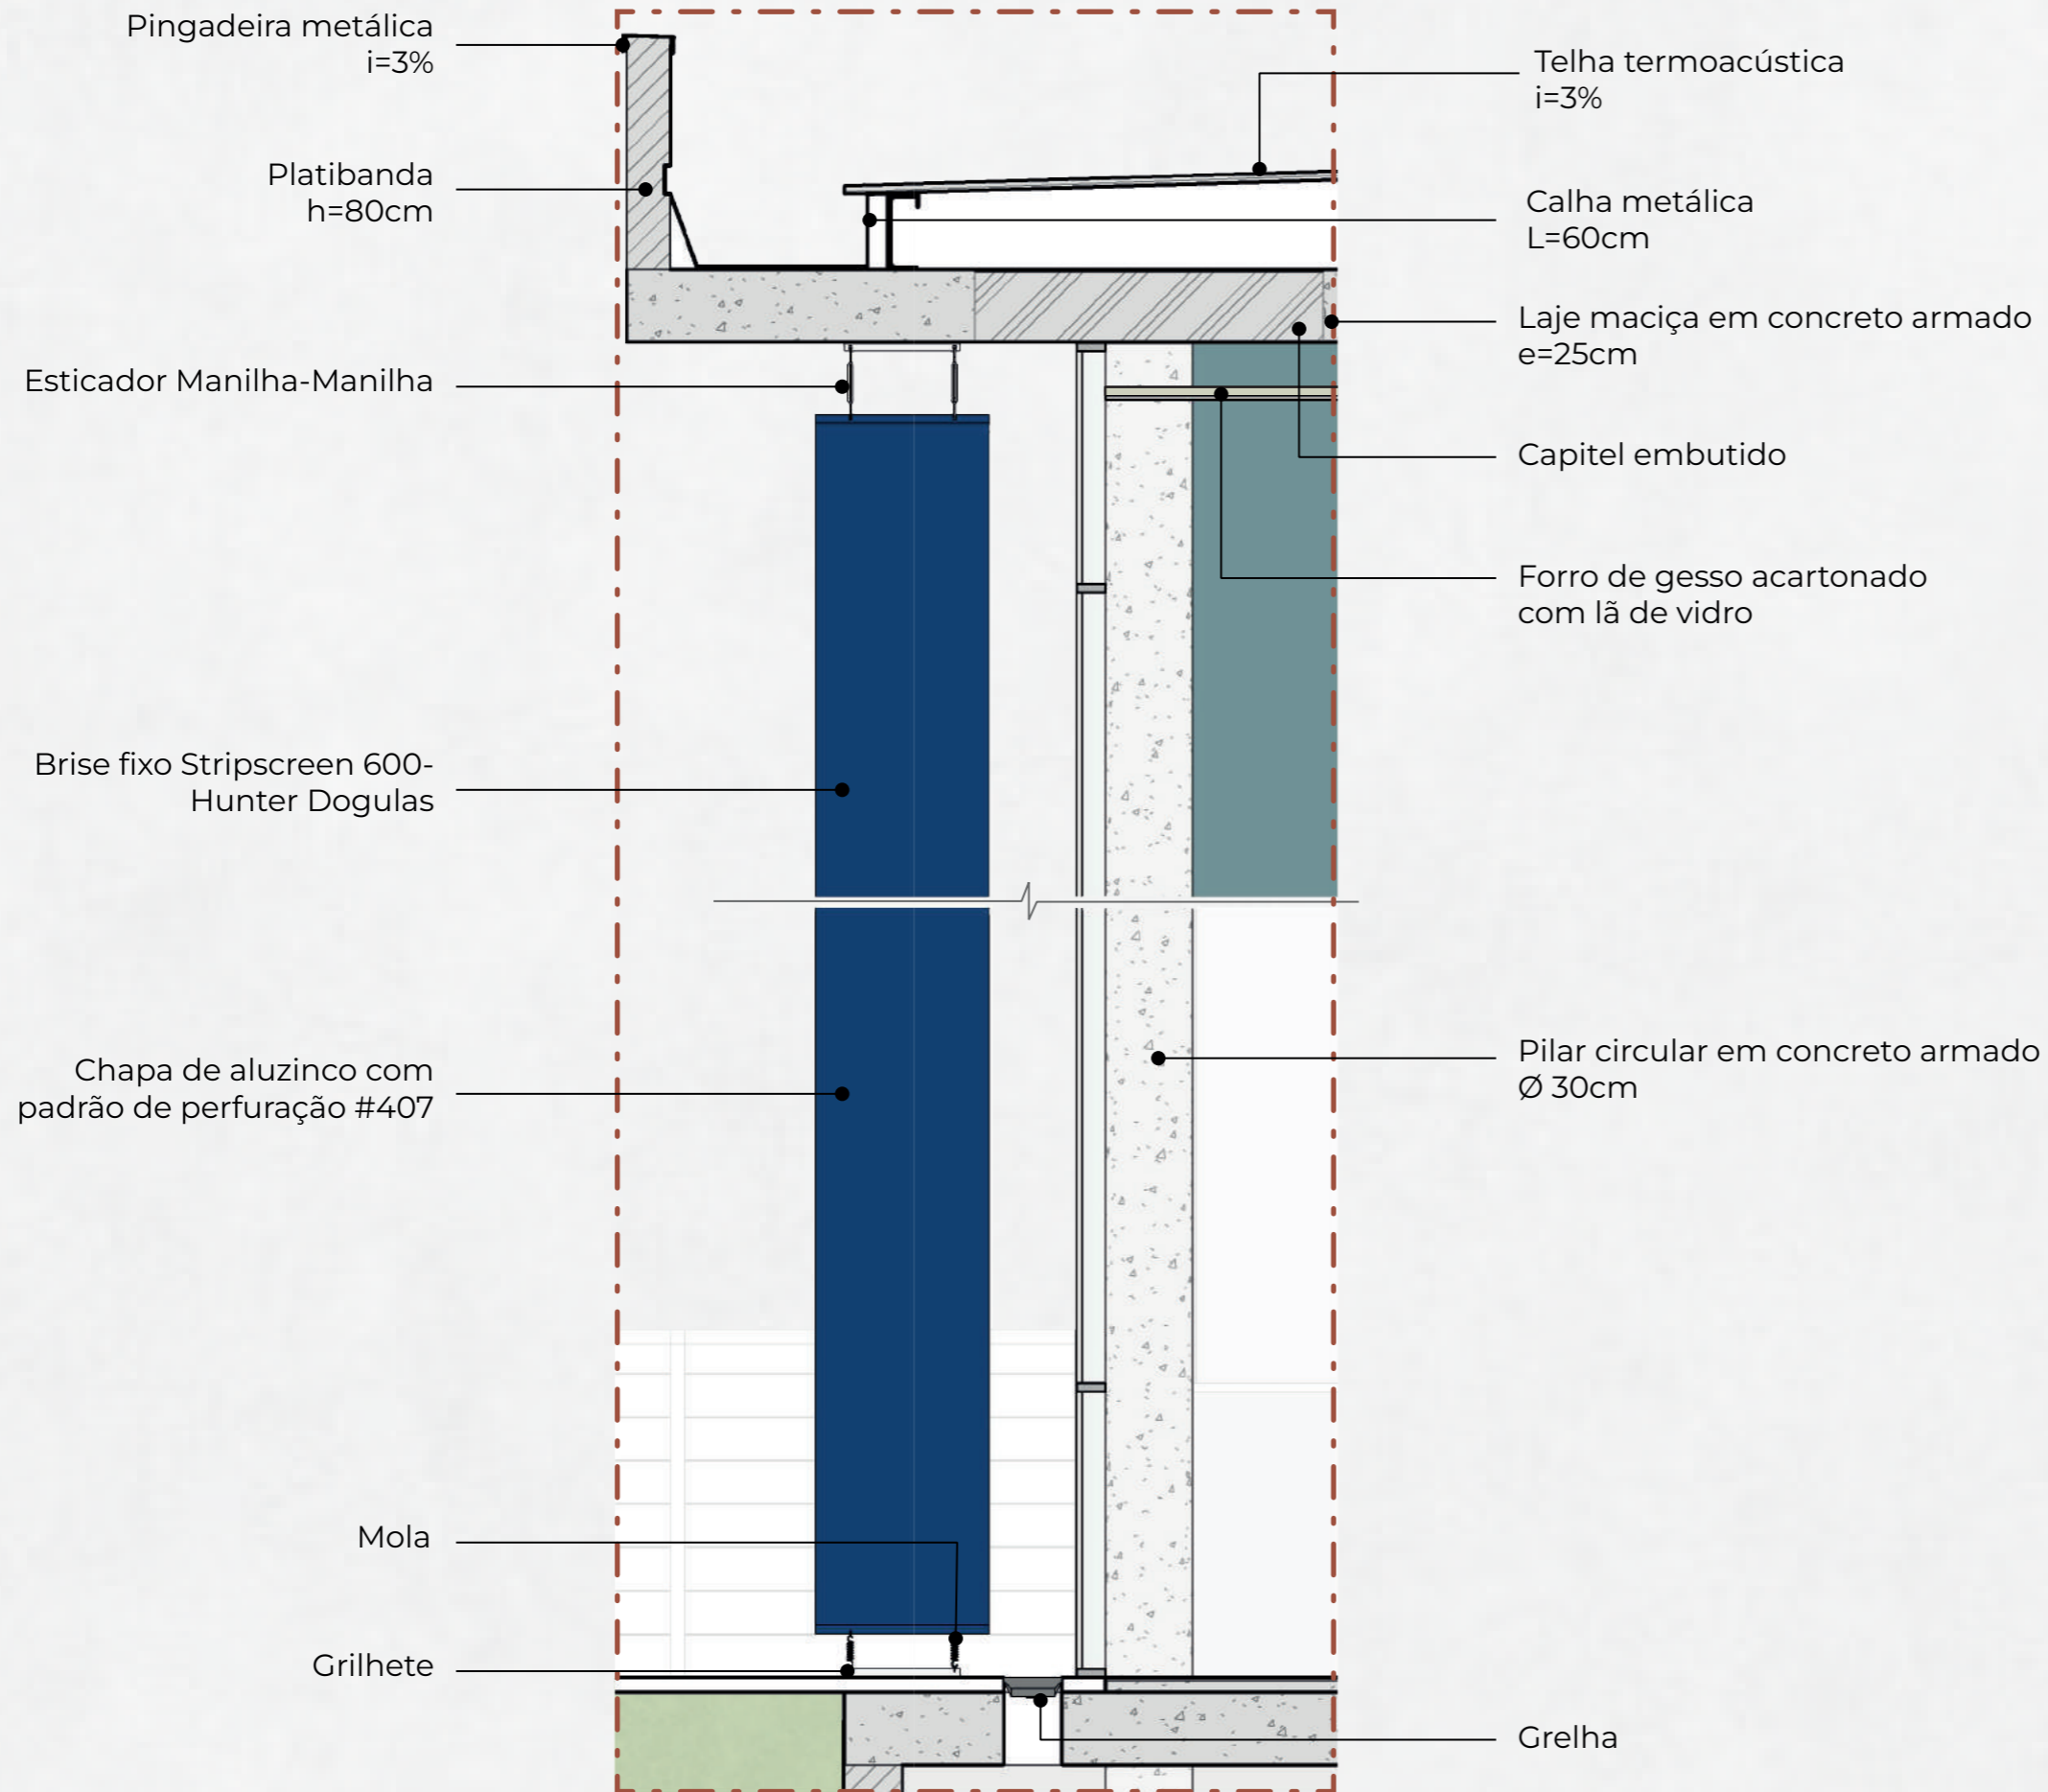 Pingadeira metálica
i=3%
Platibanda
h=80cm
Esticador Manilha-Manilha
Brise fixo Stripscreen 600-
Hunter Dogulas
Chapa de aluzinco com
padrão de perfuração #407
Mola
Grilhete
Telha termoacústica
i=3%
Calha metálica
L=60cm
Laje maciça em concreto armado
e=25cm
Capitel embutido
Forro de gesso acartonado
com lã de vidro
Pilar circular em concreto armado
Ø 30cm
Grelha